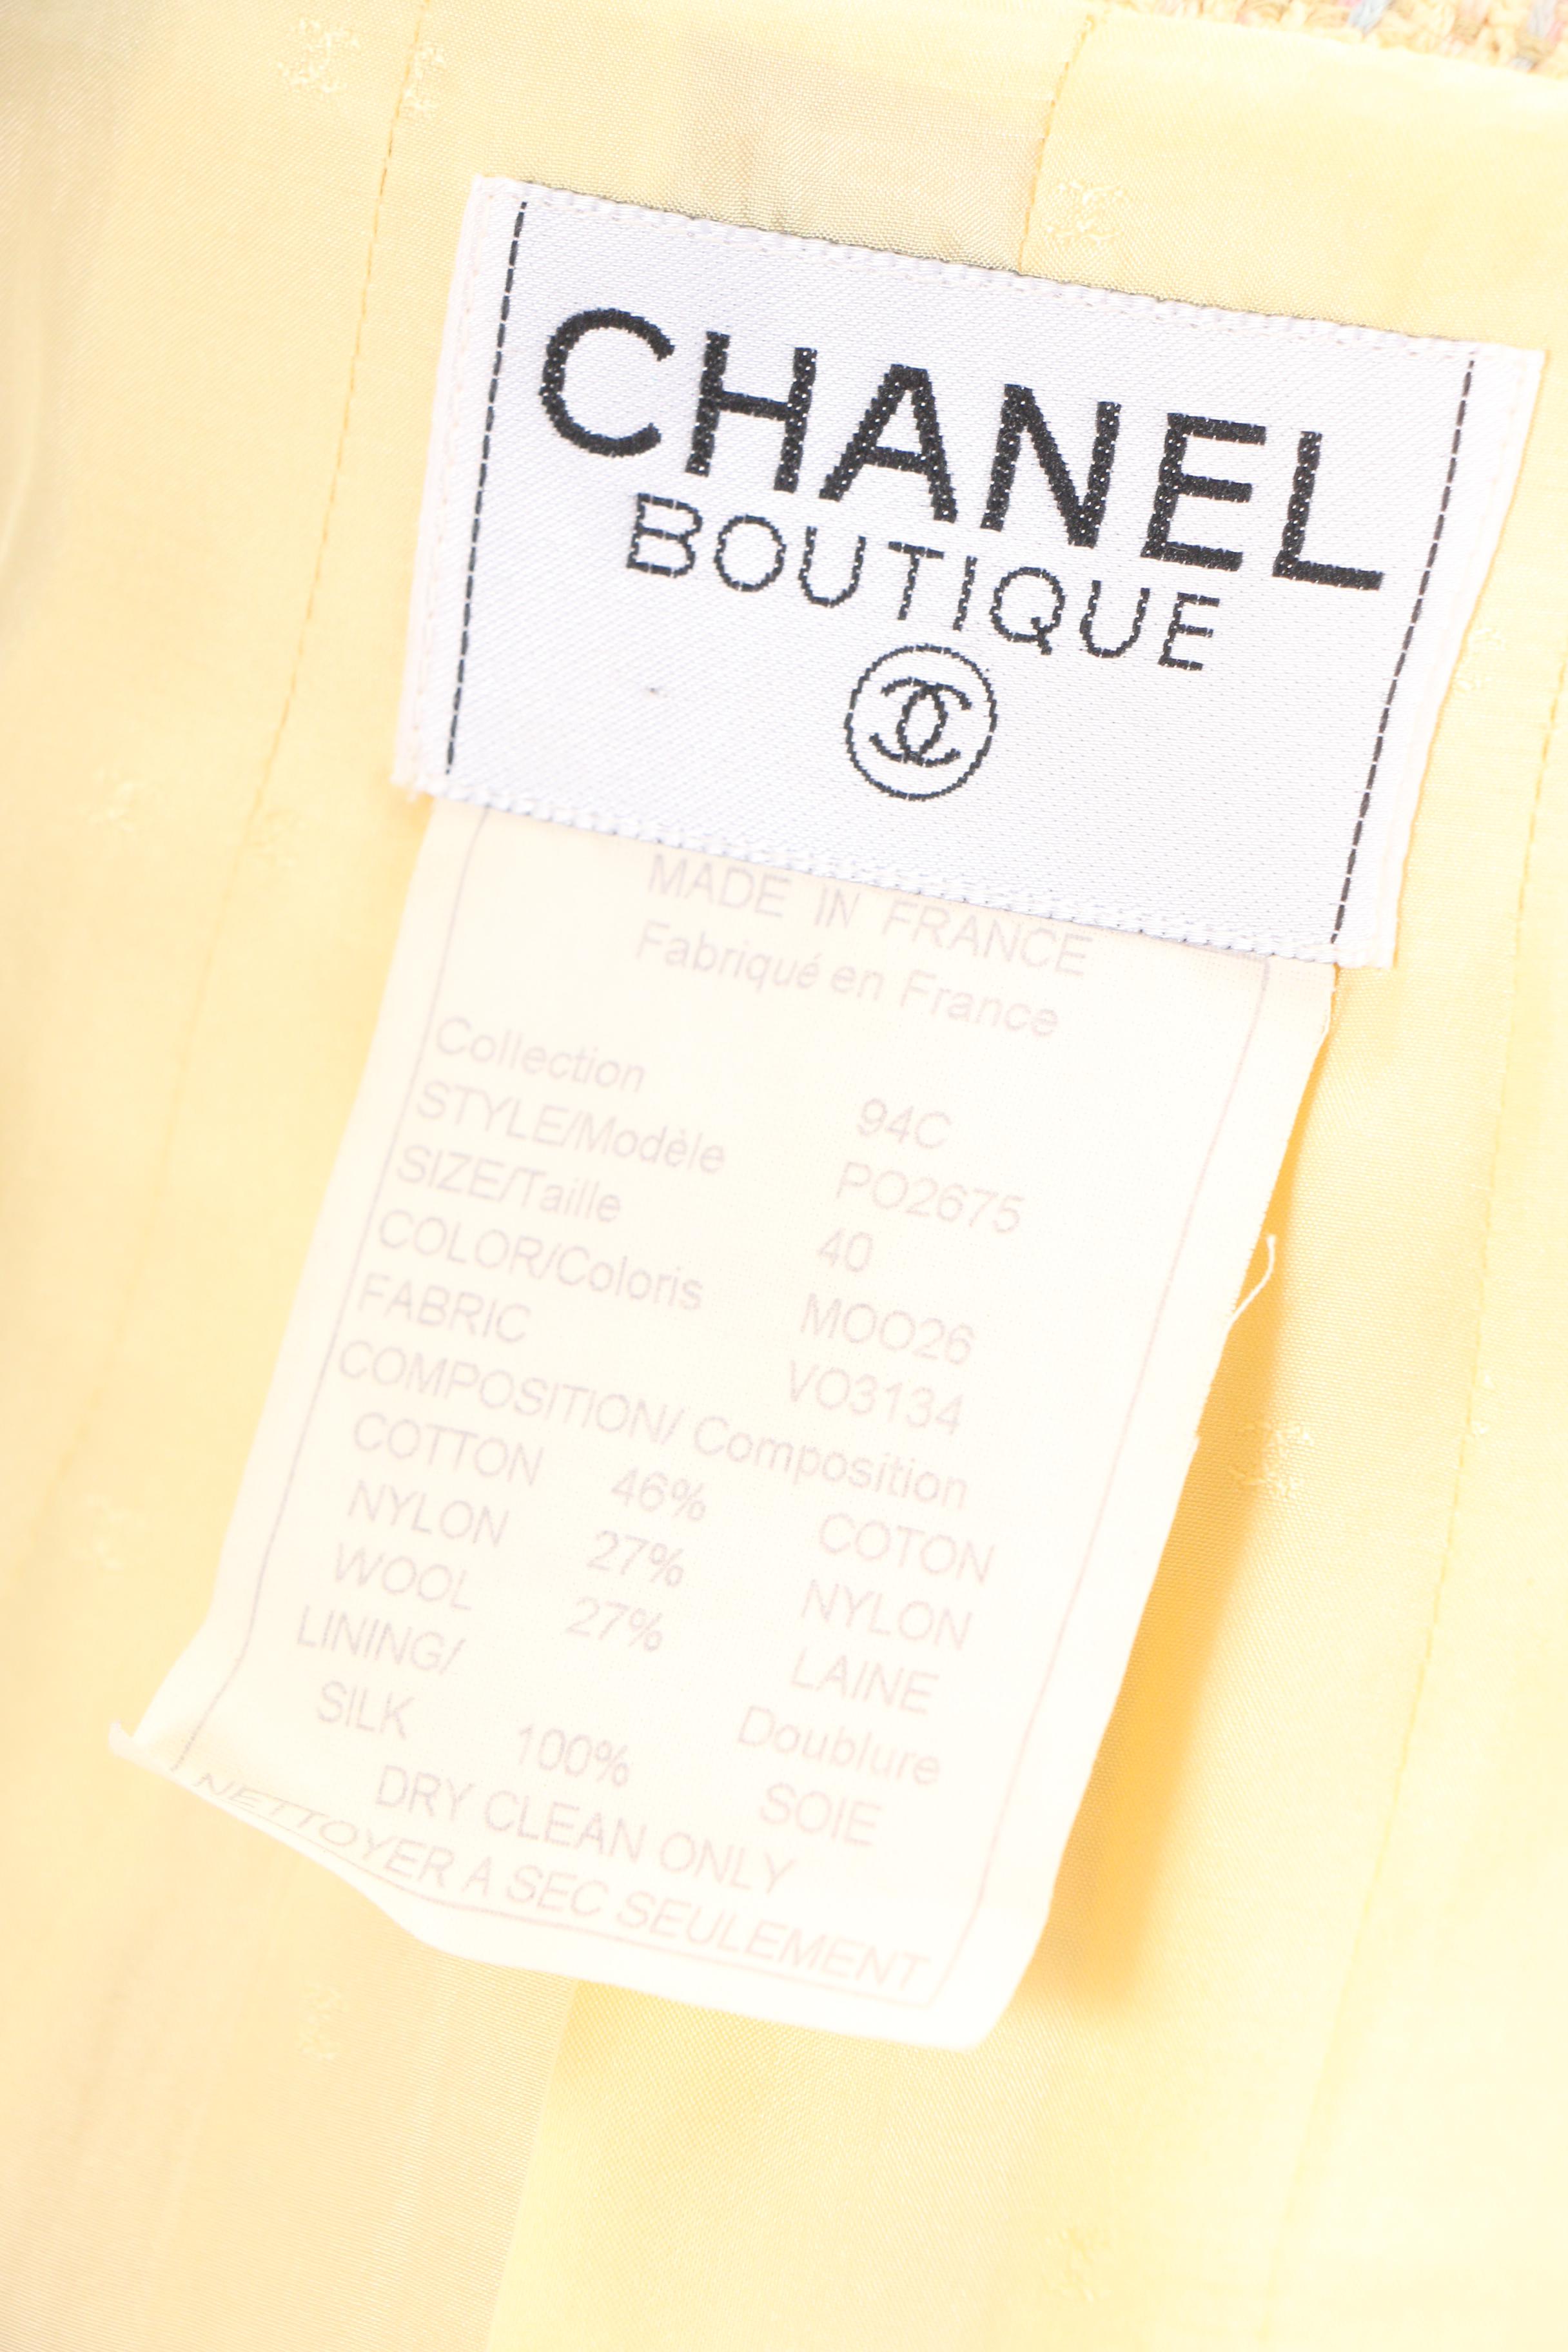 CHANEL
BOUTIQUE
MADE IN FRANCE
Fabriqué en France
Collection 94C
STYLE/Modèle PO2675
SIZE/Taille 40
COLOR/Coloris MOO26
FABRIC VO3134
COMPOSITION/ Composition
COTTON 46% COTON
NYLON 27% NYLON
WOOL 27% LAINE
LINING/ Doublure
SILK 100% SOIE
DRY CLEAN ONLY
NETTOYER A SEC SEULEMENT